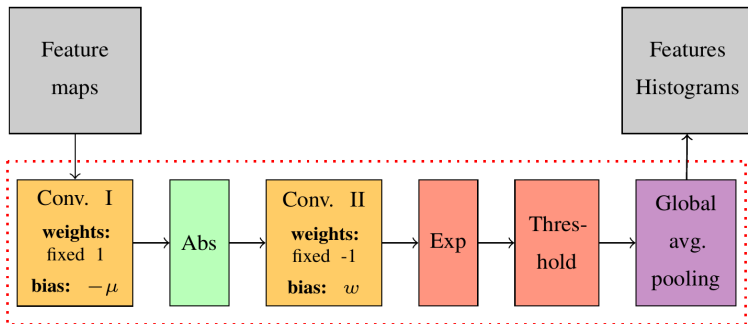 Feature
maps
Features
Histograms
Conv. I
weights:
fixed 1
bias: −μ
Abs
Conv. II
weights:
fixed -1
bias: w
Exp
Thres-
hold
Global
avg.
pooling